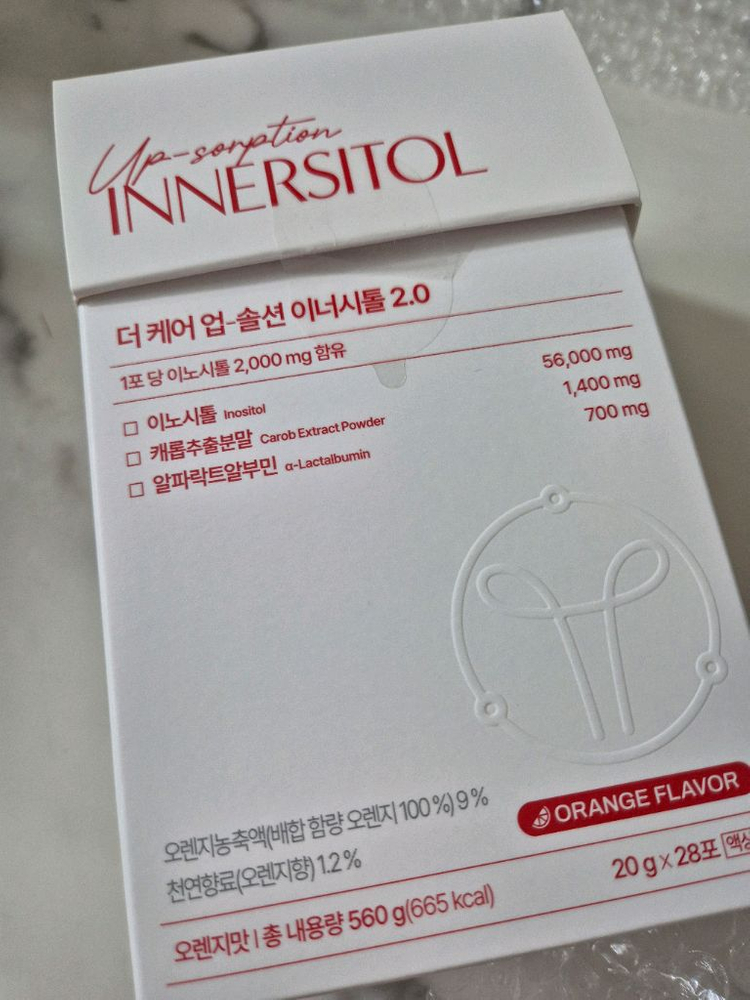 Up-sorption
INNERSITOL
더 케어 업-솔션 이너시톨 2.0
1포 당 이노시톨 2,000 mg 함유
□ 이노시톨 Inositol 56,000 mg
□ 캐롭추출분말 Carob Extract Powder 1,400 mg
□ 알파락트알부민 α-Lactalbumin 700 mg
오렌지농축액(배합 함량 오렌지 100%) 9%
천연향료(오렌지향) 1.2%
ORANGE FLAVOR
20 g x 28포
오렌지맛 | 총 내용량 560 g(665 kcal)